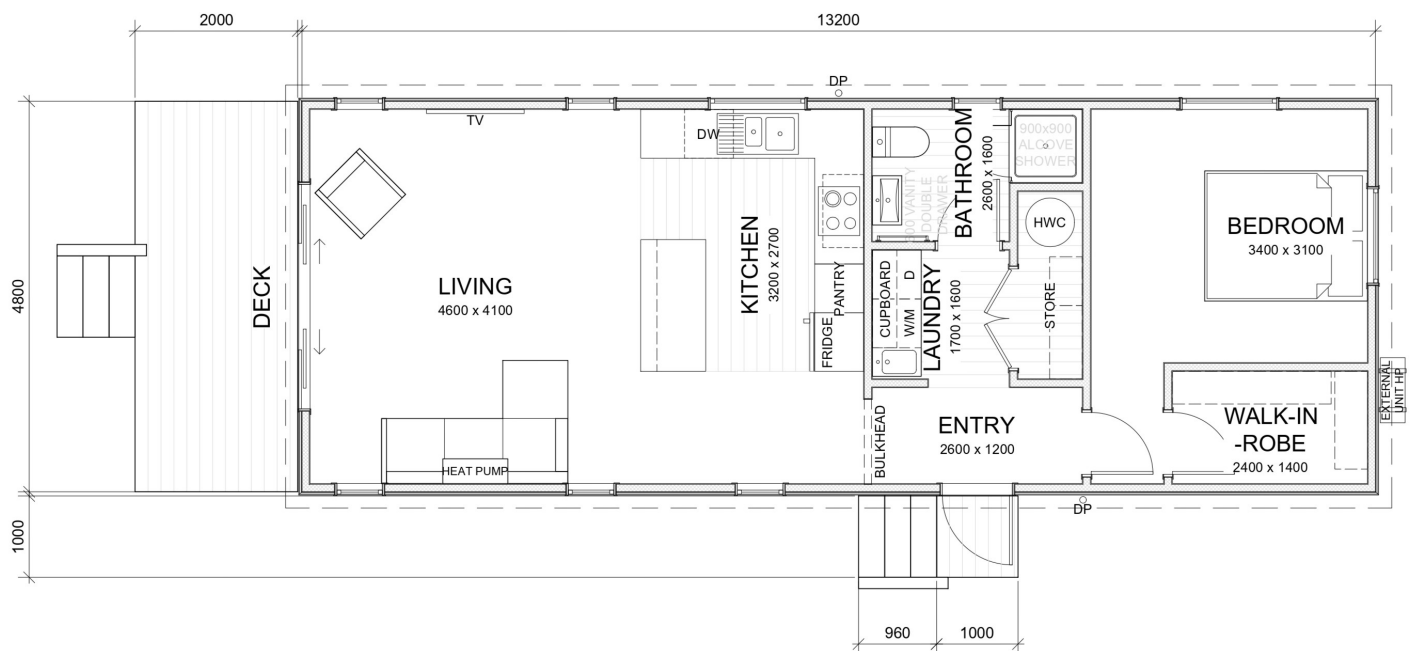 2000
13200
4800
1000
960
1000
DP
TV
DW
DECK
LIVING
4600 x 4100
KITCHEN
3200 x 2700
PANTRY
FRIDGE
BATHROOM
2600 x 1600
VANITY
DOUBLE
DRAWER
900x900
ALCOVE
SHOWER
HWC
STORE
CUPBOARD
D
W/M
LAUNDRY
1700 x 1600
BEDROOM
3400 x 3100
BULKHEAD
ENTRY
2600 x 1200
WALK-IN
-ROBE
2400 x 1400
HEAT PUMP
EXTERNAL
UNIT HP
DP